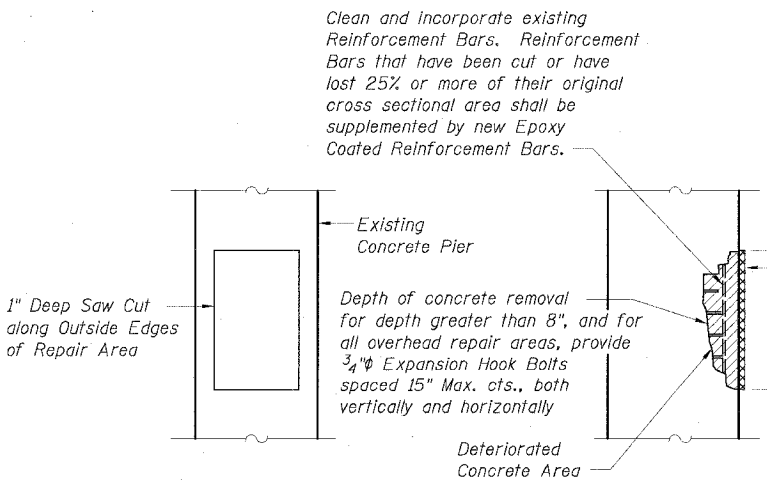 Clean and incorporate existing
Reinforcement Bars. Reinforcement
Bars that have been cut or have
lost 25% or more of their original
cross sectional area shall be
supplemented by new Epoxy
Coated Reinforcement Bars.
Existing
Concrete Pier
1" Deep Saw Cut
along Outside Edges
of Repair Area
Depth of concrete removal
for depth greater than 8", and for
all overhead repair areas, provide
3/4"ϕ Expansion Hook Bolts
spaced 15" Max. cts., both
vertically and horizontally
Deteriorated
Concrete Area